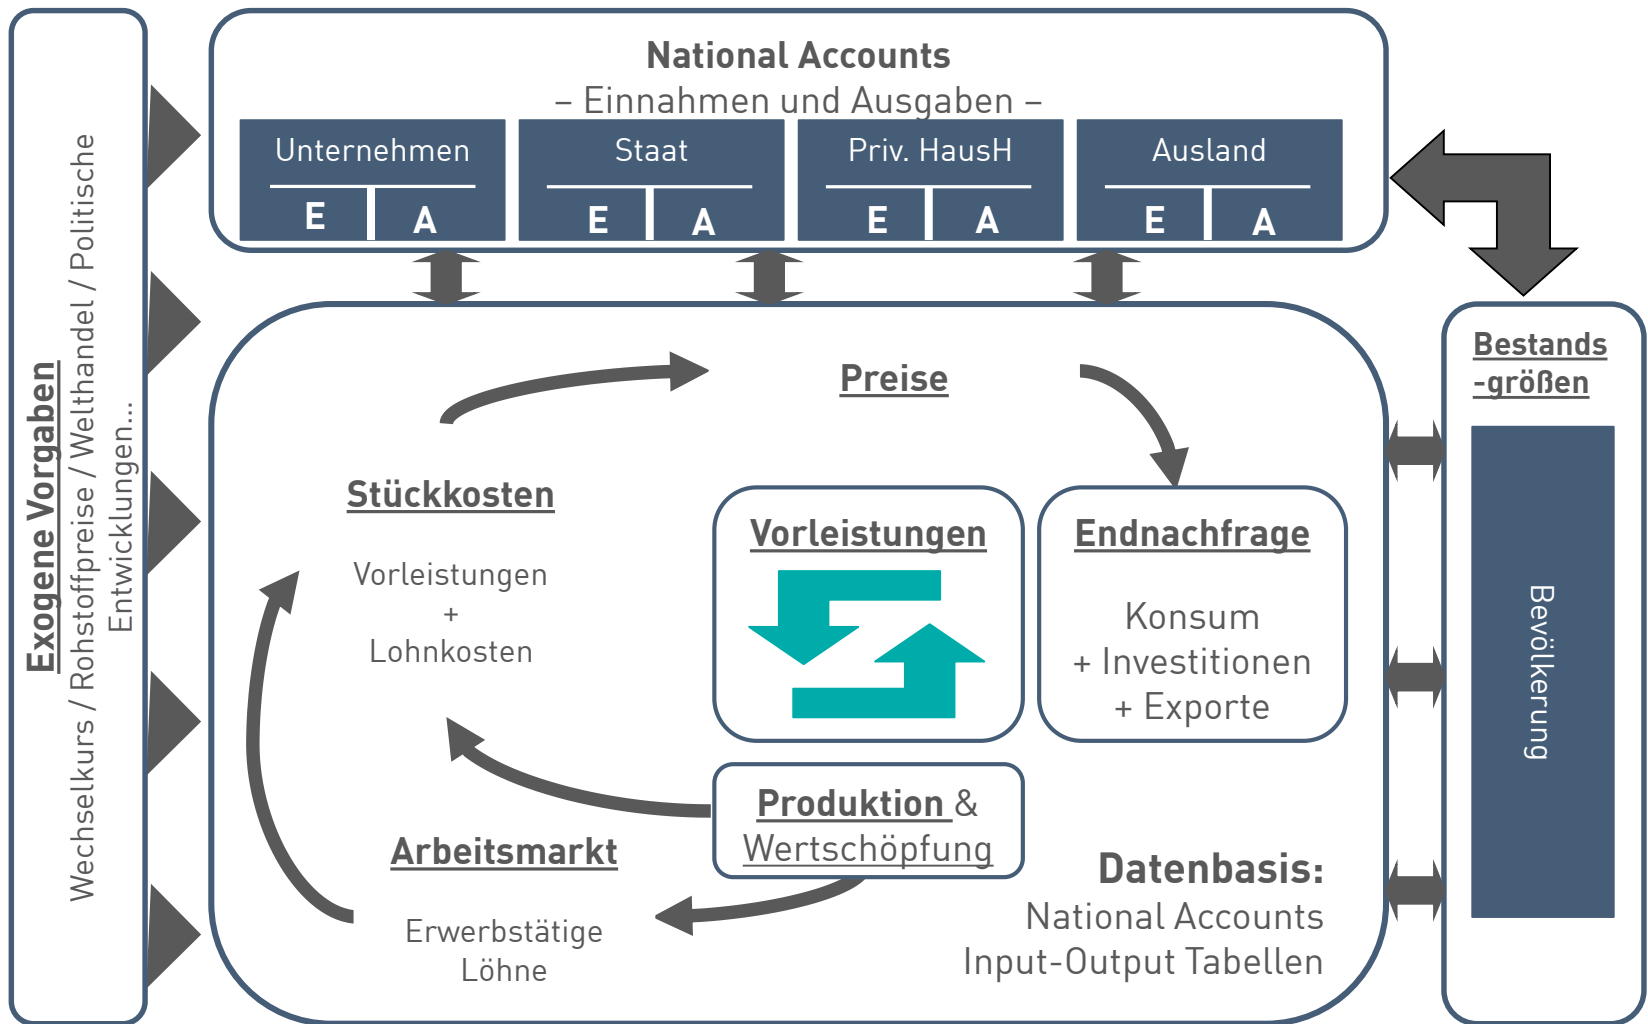 National Accounts
– Einnahmen und Ausgaben –
Unternehmen
E A
Staat
E A
Priv. HausH
E A
Ausland
E A
Exogene Vorgaben
Wechselkurs / Rohstoffpreise / Welthandel / Politische
Entwicklungen...
Preise
Stückkosten
Vorleistungen
+
Lohnkosten
Vorleistungen
Endnachfrage
Konsum
+ Investitionen
+ Exporte
Produktion &
Wertschöpfung
Arbeitsmarkt
Erwerbstätige
Löhne
Datenbasis:
National Accounts
Input-Output Tabellen
Bestands
-größen
Bevölkerung